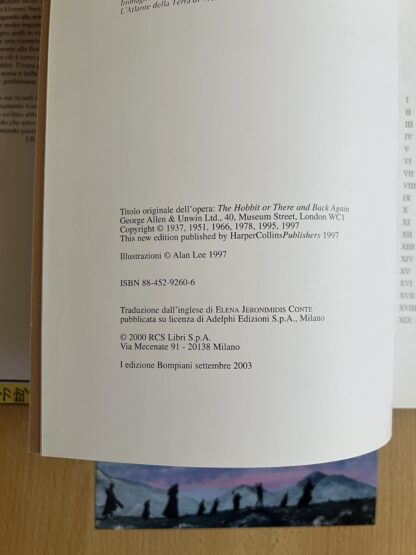 L'Atlante della Terra di
Titolo originale dell'opera: The Hobbit or There and Back Again
George Allen & Unwin Ltd., 40, Museum Street, London WC1
Copyright © 1937, 1951, 1966, 1978, 1995, 1997
This new edition published by HarperCollinsPublishers 1997
Illustrazioni © Alan Lee 1997
ISBN 88-452-9260-6
Traduzione dall'inglese di ELENA JERONIMIDIS CONTE
pubblicata su licenza di Adelphi Edizioni S.p.A., Milano
© 2000 RCS Libri S.p.A.
Via Mecenate 91 - 20138 Milano
I edizione Bompiani settembre 2003
I
II
III
IV
V
VI
VII
VIII
IX
X
XI
XII
XIII
XIV
XV
XVI
XVII
XVIII
XIX